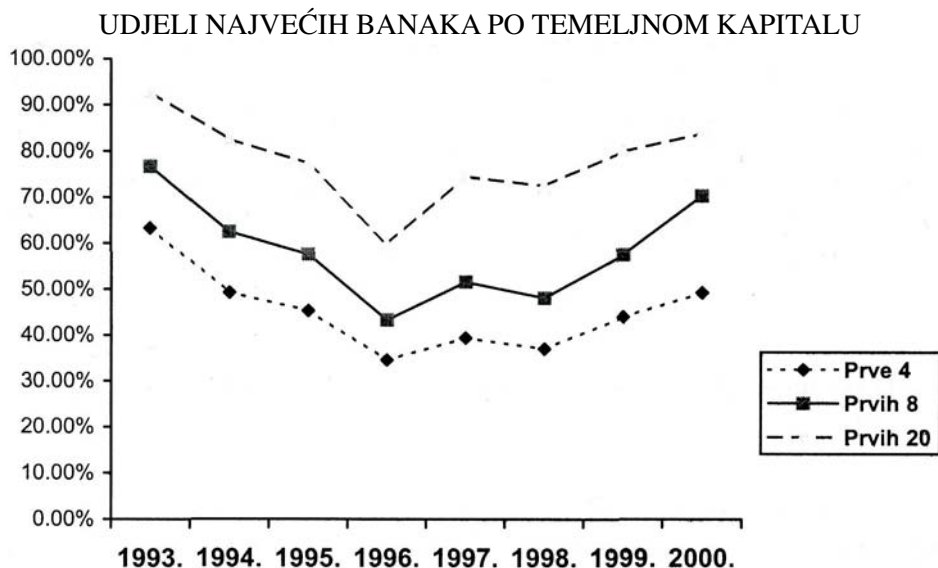 UDJELI NAJVEĆIH BANAKA PO TEMELJNOM KAPITALU
100.00%
90.00%
80.00%
70.00%
60.00%
50.00%
40.00%
30.00%
20.00%
10.00%
0.00%
1993. 1994. 1995. 1996. 1997. 1998. 1999. 2000.
Prve 4
Prvih 8
Prvih 20